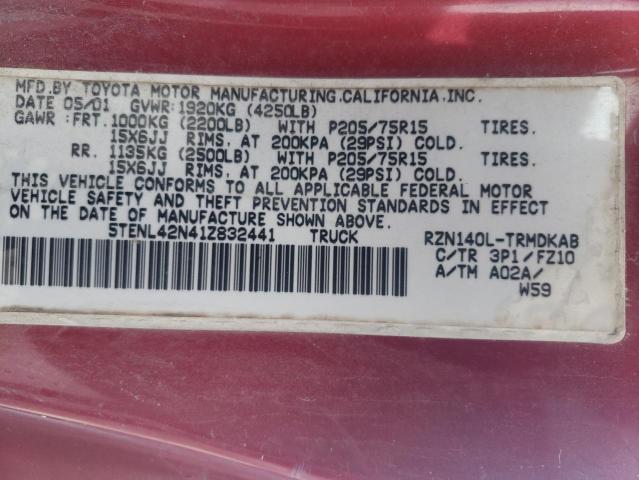 MFD.BY TOYOTA MOTOR MANUFACTURING,CALIFORNIA,INC.
DATE 05/01 GVWR:1920KG (4250LB)
GAWR:FRT.1000KG (2200LB) WITH P205/75R15 TIRES.
15X6JJ RIMS, AT 200KPA (29PSI) COLD.
RR. 1135KG (2500LB) WITH P205/75R15 TIRES.
15X6JJ RIMS, AT 200KPA (29PSI) COLD.
THIS VEHICLE CONFORMS TO ALL APPLICABLE FEDERAL MOTOR
VEHICLE SAFETY AND THEFT PREVENTION STANDARDS IN EFFECT
ON THE DATE OF MANUFACTURE SHOWN ABOVE.
5TENL42N41Z832441 TRUCK RZN140L-TRMDKAB
C/TR 3P1/FZ10
A/TM A02A/
W59